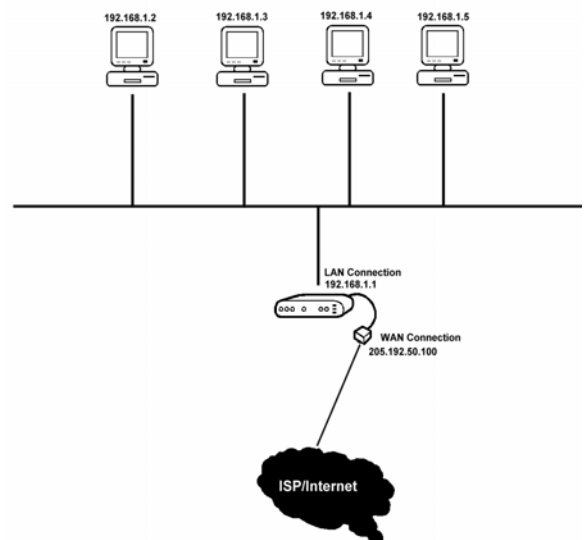 192.168.1.2
192.168.1.3
192.168.1.4
192.168.1.5
LAN Connection
192.168.1.1
WAN Connection
205.192.50.100
ISP/Internet